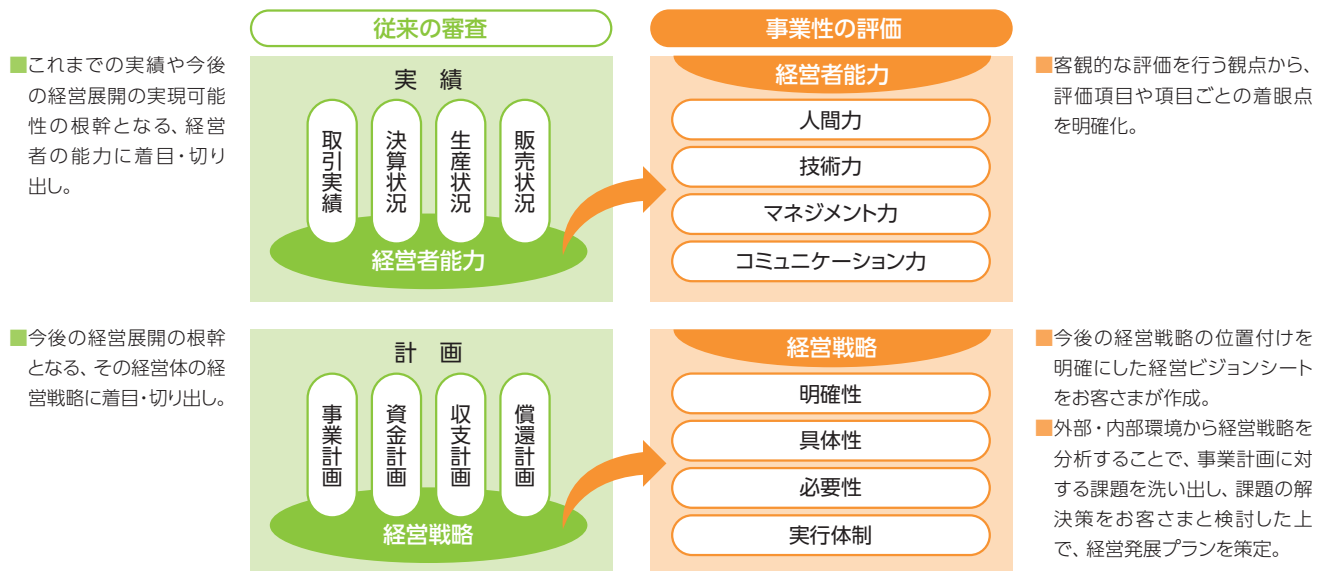 従来の審査
事業性の評価
■これまでの実績や今後
の経営展開の実現可能
性の根幹となる、経営
者の能力に着目・切り
出し。
実 績
取引実績
決算状況
生産状況
販売状況
経営者能力
経営者能力
人間力
技術力
マネジメント力
コミュニケーション力
■客観的な評価を行う観点から、
評価項目や項目ごとの着眼点
を明確化。
■今後の経営展開の根幹
となる、その経営体の経
営戦略に着目・切り出し。
計 画
事業計画
資金計画
収支計画
償還計画
経営戦略
経営戦略
明確性
具体性
必要性
実行体制
■今後の経営戦略の位置付けを
明確にした経営ビジョンシート
をお客さまが作成。
■外部・内部環境から経営戦略を
分析することで、事業計画に対
する課題を洗い出し、課題の解
決策をお客さまと検討した上
で、経営発展プランを策定。